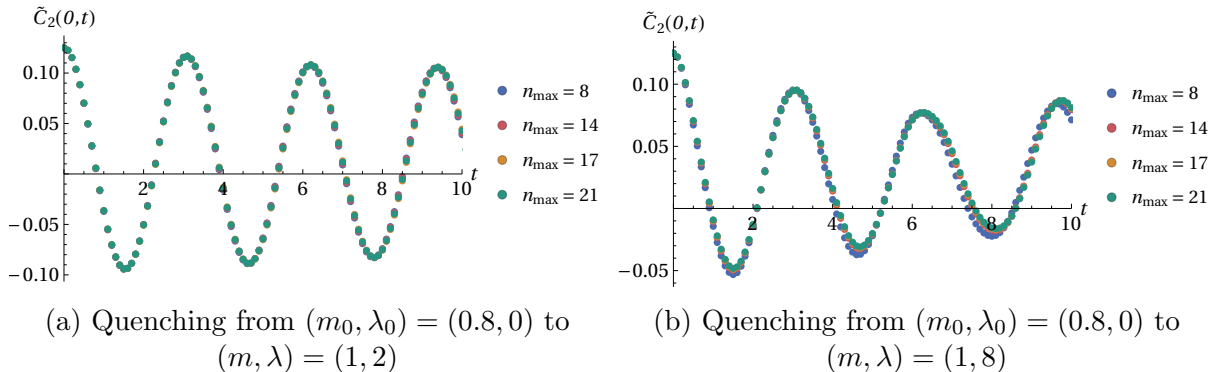 C̃₂(0,t)
0.10
0.05
−0.05
−0.10
2
4
6
8
10
t
n_max = 8
n_max = 14
n_max = 17
n_max = 21
(a) Quenching from (m₀, λ₀) = (0.8, 0) to
(m, λ) = (1, 2)
C̃₂(0,t)
0.10
0.05
−0.05
2
4
6
8
10
t
n_max = 8
n_max = 14
n_max = 17
n_max = 21
(b) Quenching from (m₀, λ₀) = (0.8, 0) to
(m, λ) = (1, 8)